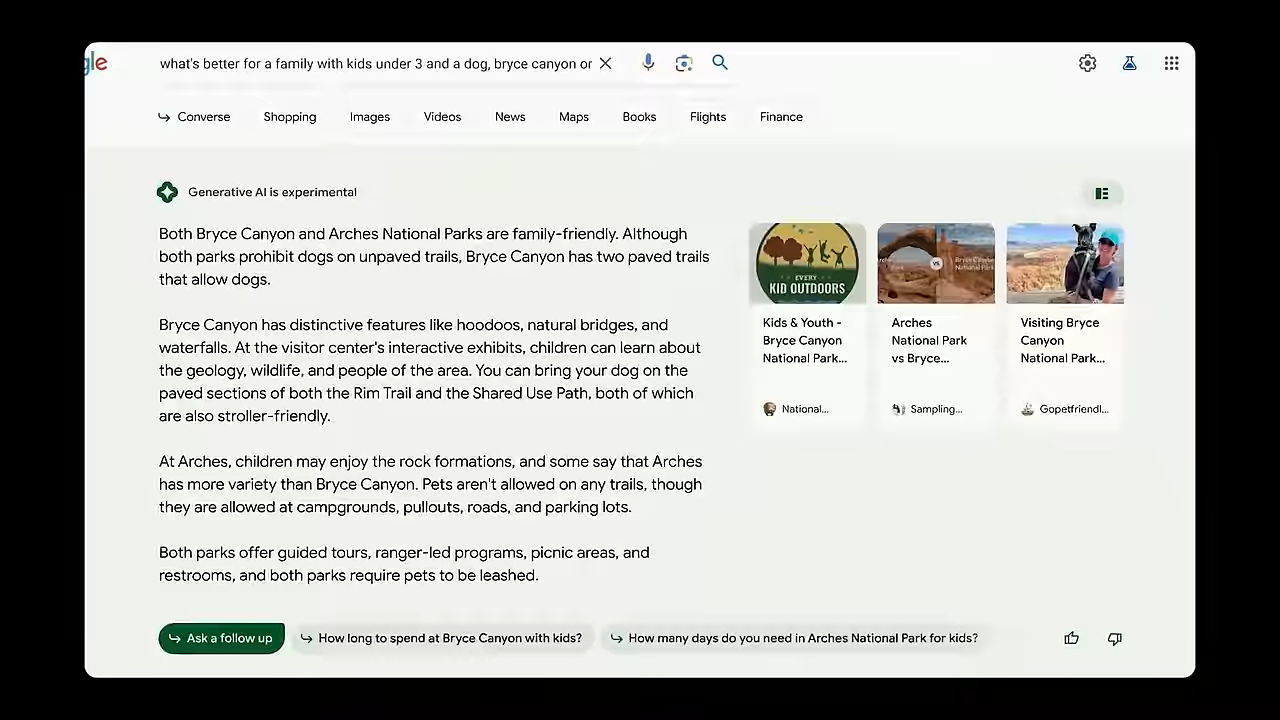 gle
what's better for a family with kids under 3 and a dog, bryce canyon or
Converse Shopping Images Videos News Maps Books Flights Finance
Generative AI is experimental
Both Bryce Canyon and Arches National Parks are family-friendly. Although
both parks prohibit dogs on unpaved trails, Bryce Canyon has two paved trails
that allow dogs.
Bryce Canyon has distinctive features like hoodoos, natural bridges, and
waterfalls. At the visitor center's interactive exhibits, children can learn about
the geology, wildlife, and people of the area. You can bring your dog on the
paved sections of both the Rim Trail and the Shared Use Path, both of which
are also stroller-friendly.
At Arches, children may enjoy the rock formations, and some say that Arches
has more variety than Bryce Canyon. Pets aren't allowed on any trails, though
they are allowed at campgrounds, pullouts, roads, and parking lots.
Both parks offer guided tours, ranger-led programs, picnic areas, and
restrooms, and both parks require pets to be leashed.
EVERY
KID OUTDOORS
Kids & Youth -
Bryce Canyon
National Park...
National...
VS
Arches
National Park
vs Bryce...
Sampling...
Visiting Bryce
Canyon
National Park...
Gopetfriendl...
Ask a follow up
How long to spend at Bryce Canyon with kids?
How many days do you need in Arches National Park for kids?